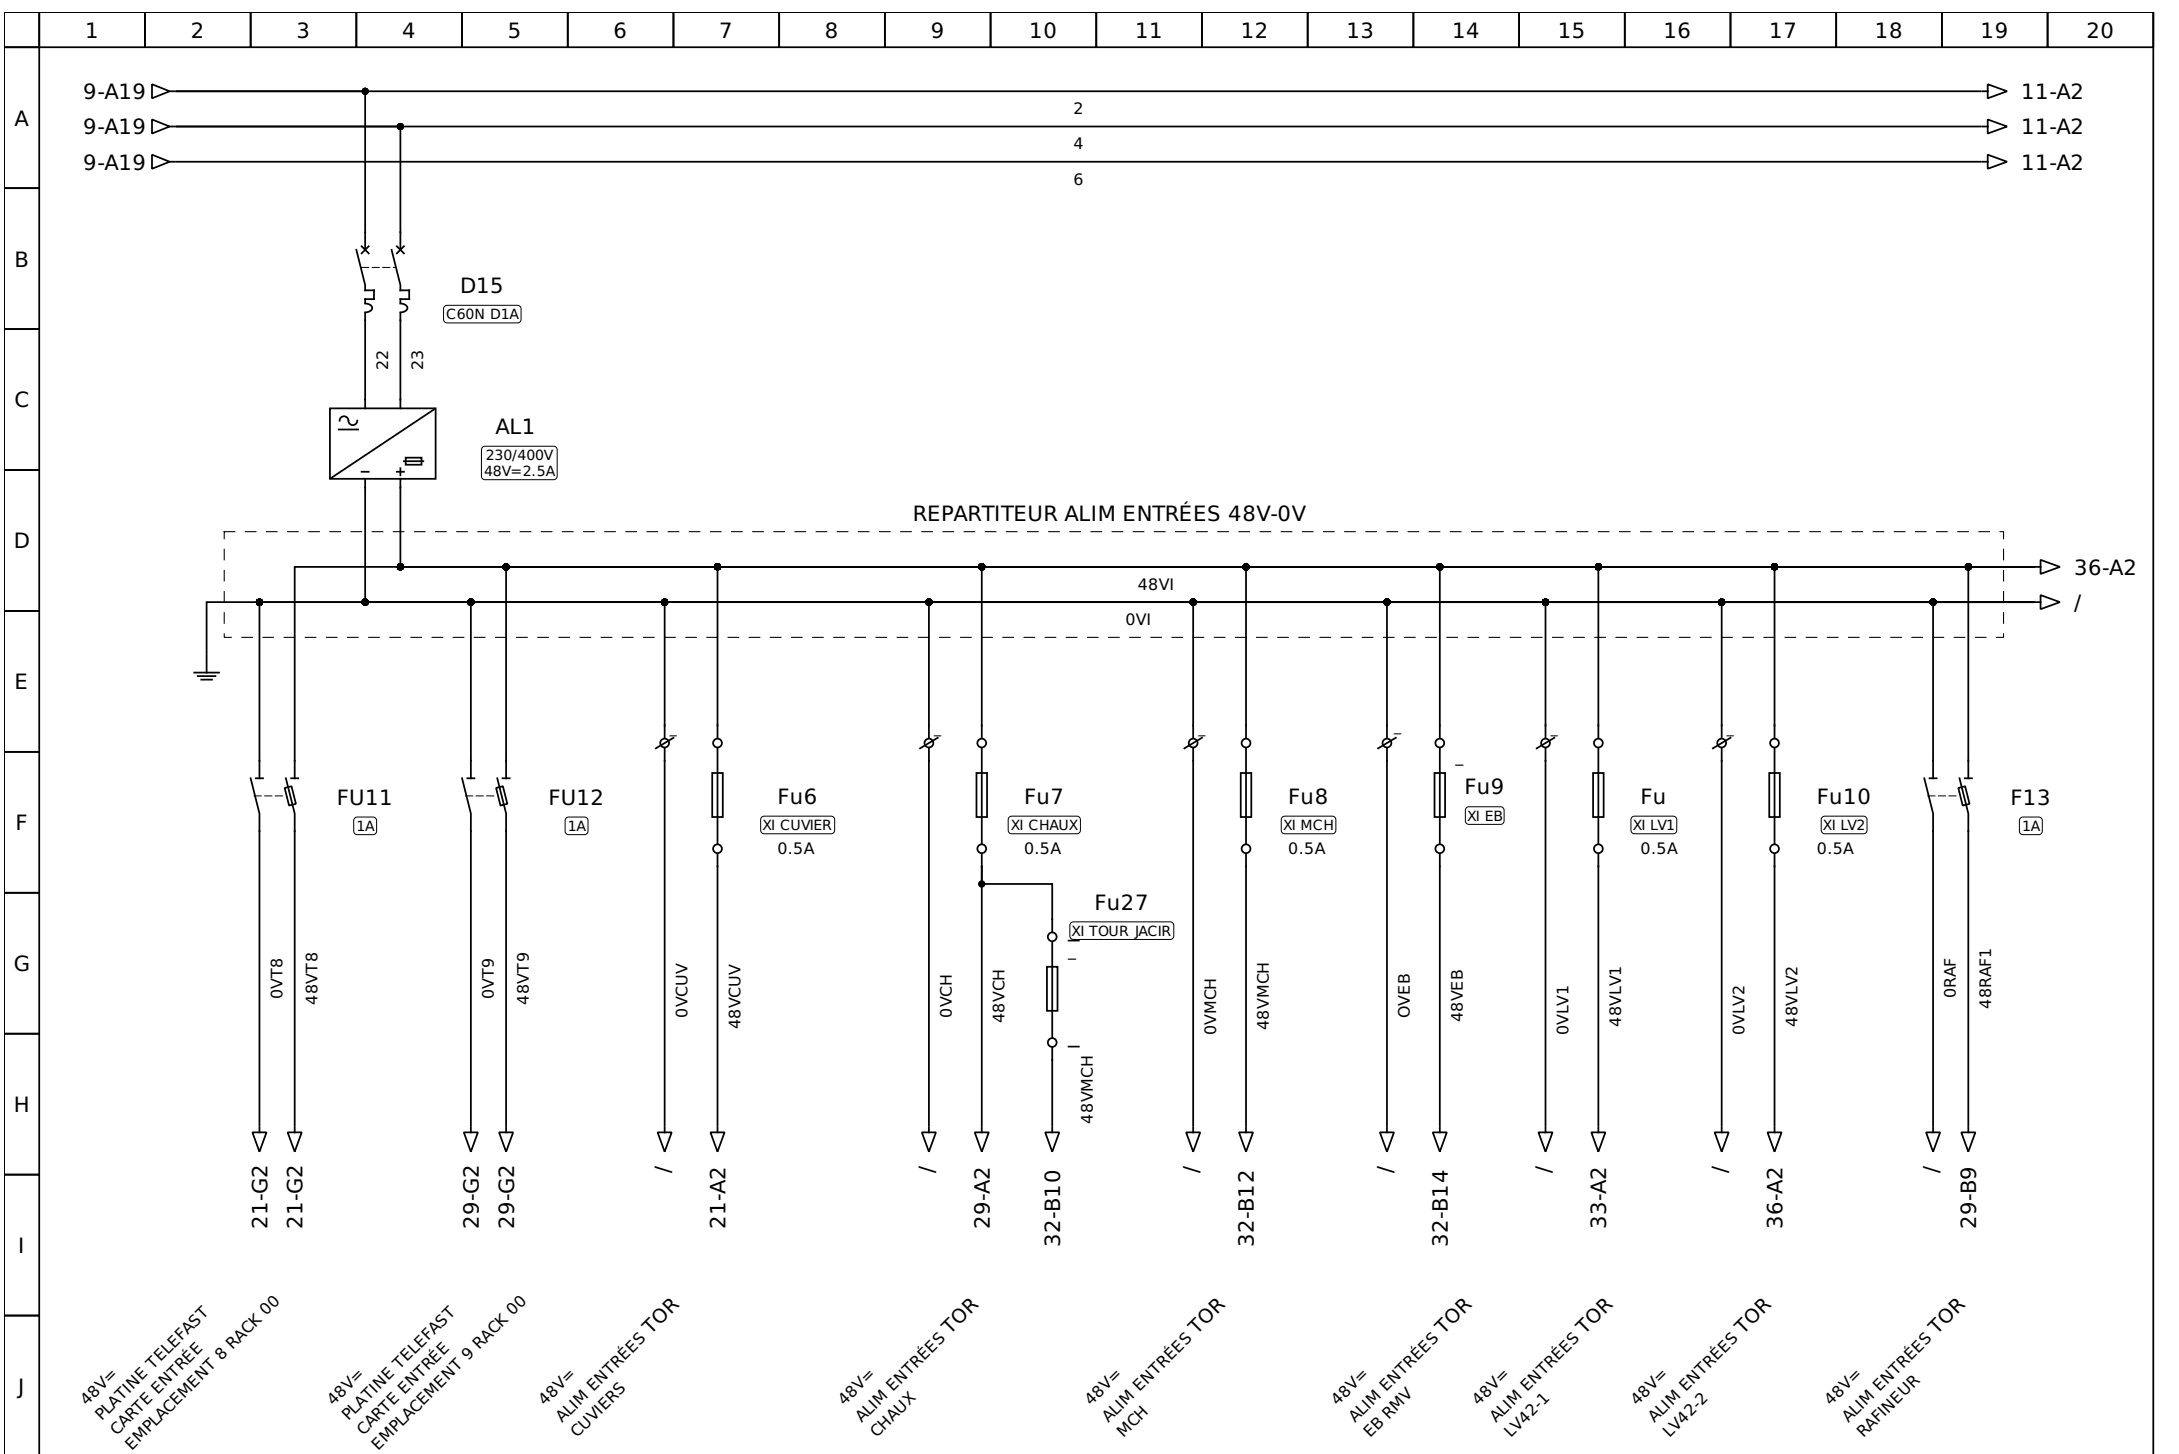 1 2 3 4 5 6 7 8 9 10 11 12 13 14 15 16 17 18 19 20
A
9-A19
2
11-A2
9-A19
4
11-A2
9-A19
6
11-A2
B
D15
C60N D1A
22
23
C
AL1
230/400V
48V=2.5A
D
REPARTITEUR ALIM ENTRÉES 48V-0V
48VI
36-A2
0VI
/
E
F
FU11
1A
FU12
1A
Fu6
XI CUVIER
0.5A
Fu7
XI CHAUX
0.5A
Fu8
XI MCH
0.5A
Fu9
XI EB
Fu
XI LV1
0.5A
Fu10
XI LV2
0.5A
F13
1A
Fu27
XI TOUR JACIR
G
0VT8
48VT8
0VT9
48VT9
0VCUV
48VCUV
0VCH
48VCH
48VMCH
0VMCH
48VMCH
OVEB
48VEB
0VLV1
48VLV1
0VLV2
48VLV2
0RAF
48RAF1
H
21-G2
21-G2
29-G2
29-G2
/
21-A2
/
29-A2
32-B10
/
32-B12
/
32-B14
/
33-A2
/
36-A2
/
29-B9
I
J
48V=
PLATINE TELEFAST
CARTE ENTRÉE
EMPLACEMENT 8 RACK 00
48V=
PLATINE TELEFAST
CARTE ENTRÉE
EMPLACEMENT 9 RACK 00
48V=
ALIM ENTRÉES TOR
CUVIERS
48V=
ALIM ENTRÉES TOR
CHAUX
48V=
ALIM ENTRÉES TOR
MCH
48V=
ALIM ENTRÉES TOR
EB RMV
48V=
ALIM ENTRÉES TOR
LV42-1
48V=
ALIM ENTRÉES TOR
LV42-2
48V=
ALIM ENTRÉES TOR
RAFINEUR